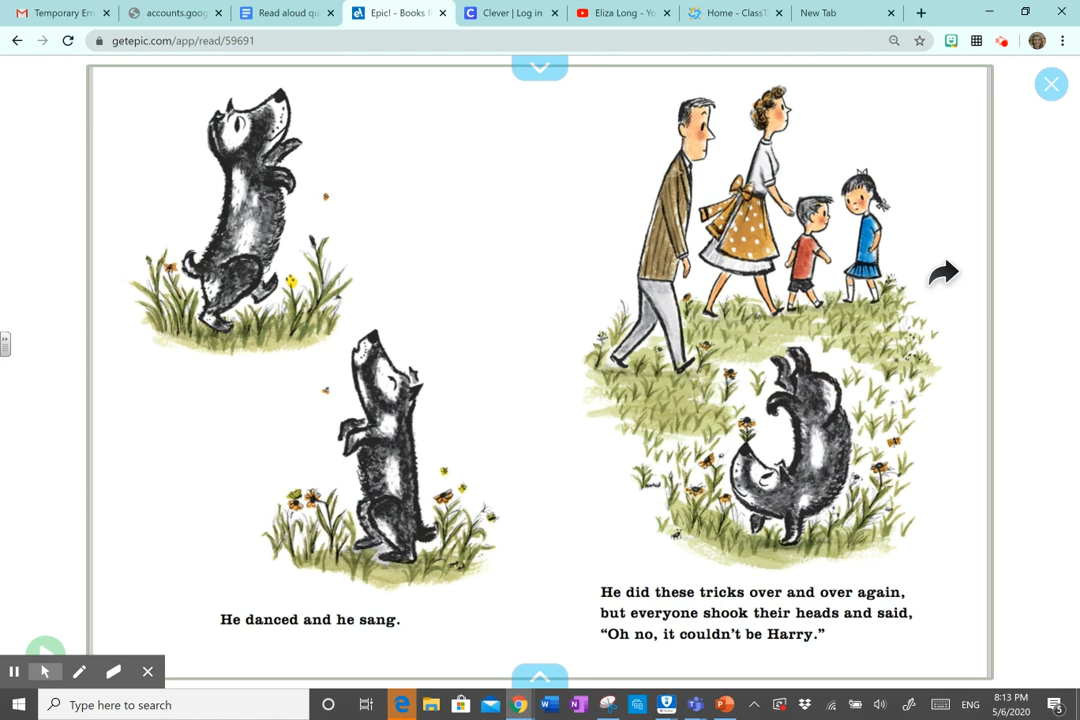 Temporary Err
accounts.goog
Read aloud qu
Epic! - Books f
Clever | Log in
Eliza Long - Yo
Home - ClassT
New Tab
getepic.com/app/read/59691
He danced and he sang.
He did these tricks over and over again,
but everyone shook their heads and said,
“Oh no, it couldn’t be Harry.”
Type here to search
ENG
8:13 PM
5/6/2020
5